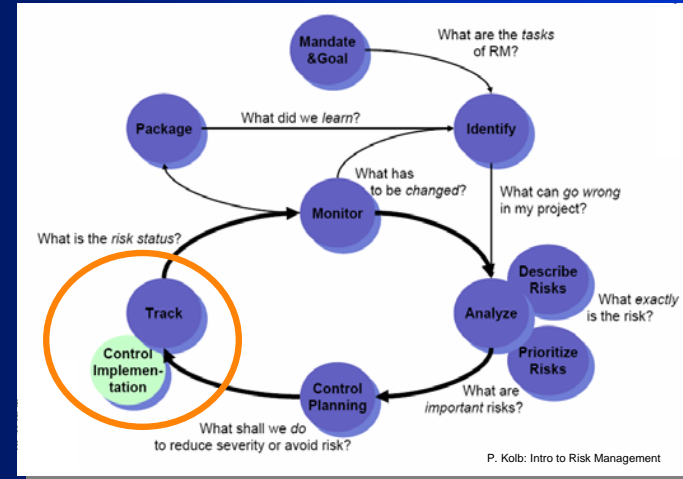 Mandate
&Goal
What are the tasks
of RM?
Package
What did we learn?
Identify
What has
to be changed?
Monitor
What can go wrong
in my project?
What is the risk status?
Describe
Risks
What exactly
is the risk?
Track
Analyze
Control
Implemen-
tation
Prioritize
Risks
Control
Planning
What are
important risks?
What shall we do
to reduce severity or avoid risk?
P. Kolb: Intro to Risk Management